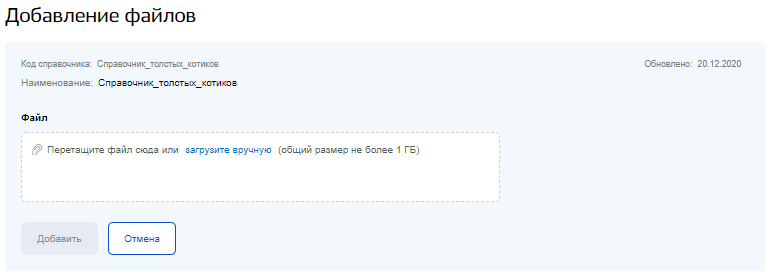 Добавление файлов
Код справочника: Справочник_толстых_котиков Обновлено: 20.12.2020
Наименование: Справочник_толстых_котиков
Файл
Перетащите файл сюда или загрузите вручную (общий размер не более 1 ГБ)
Добавить Отмена